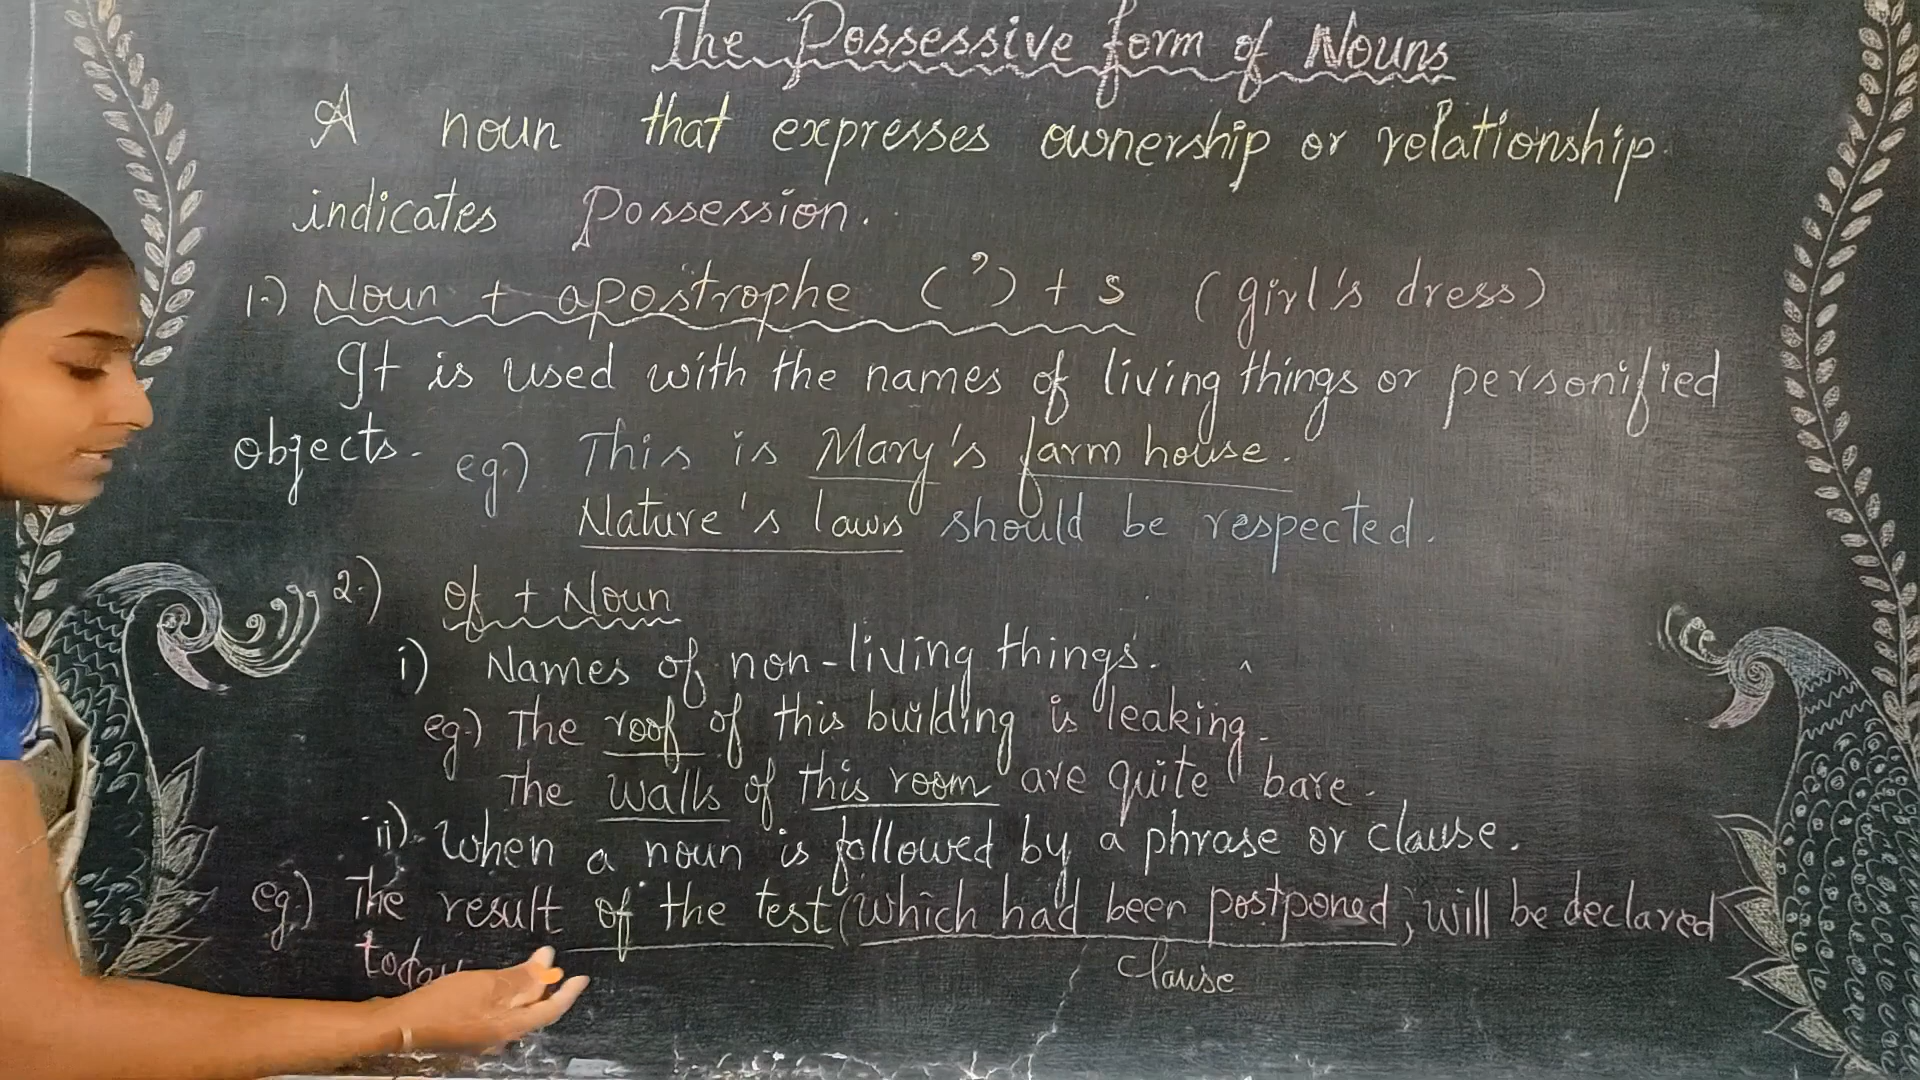 The Possessive form of Nouns
A noun that expresses ownership or relationship
indicates Possession.
1.) Noun + apostrophe (’) + s (girl's dress)
It is used with the names of living things or personified
objects. eg.) This is Mary's farm house.
Nature's laws should be respected.
2.) of + Noun
i) Names of non-living things.
eg.) The roof of this building is leaking.
The walls of this room are quite bare.
ii). When a noun is followed by a phrase or clause.
eg.) The result of the test (which had been postponed) will be declared
today
clause